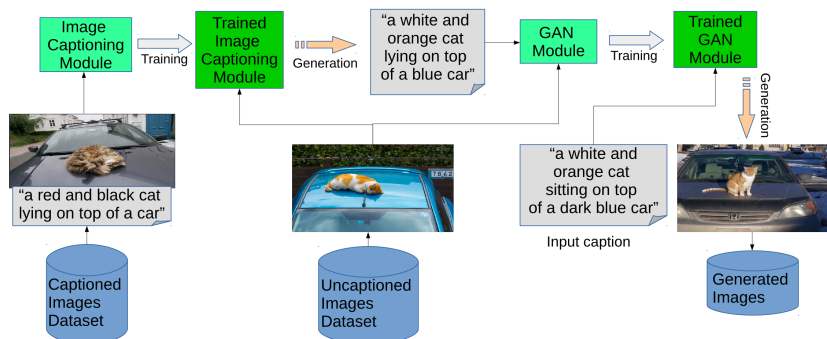 Image
Captioning
Module
Training
Trained
Image
Captioning
Module
Generation
“a white and
orange cat
lying on top
of a blue car”
GAN
Module
Training
Trained
GAN
Module
Generation
“a red and black cat
lying on top of a car”
“a white and
orange cat
sitting on top
of a dark blue car”
Input caption
Captioned
Images
Dataset
Uncaptioned
Images
Dataset
Generated
Images